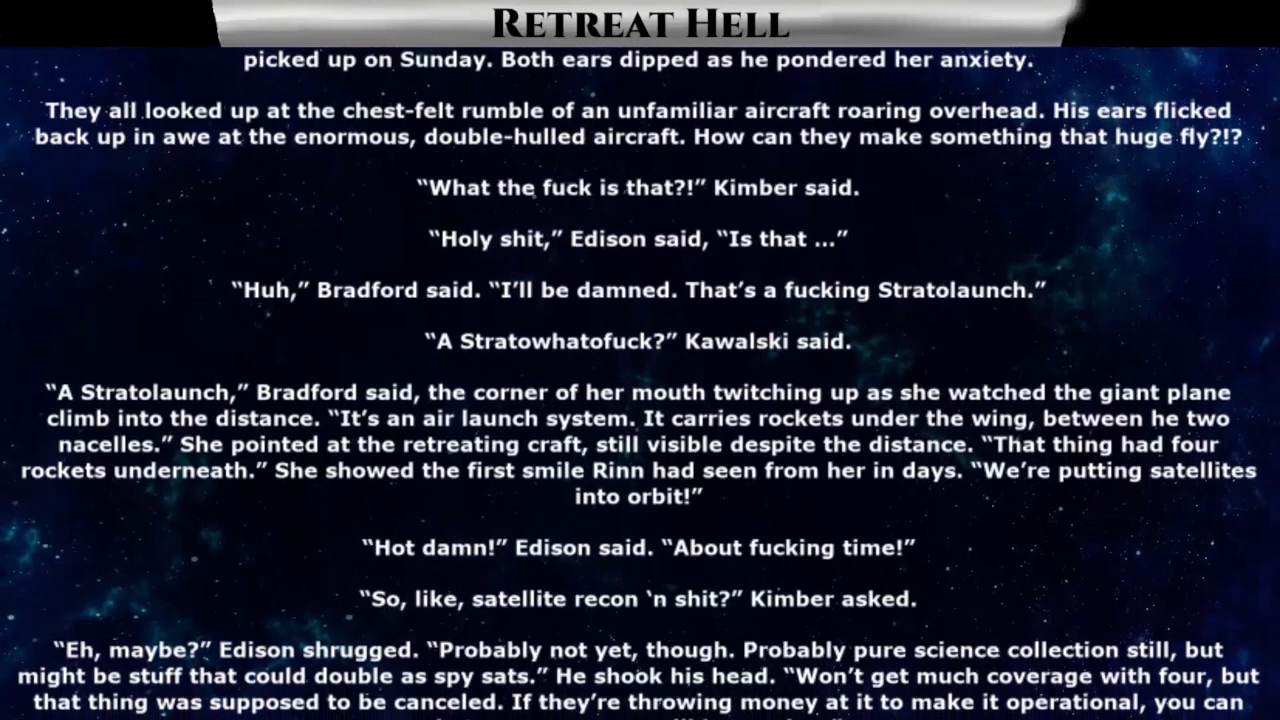 RETREAT HELL
picked up on Sunday. Both ears dipped as he pondered her anxiety.
They all looked up at the chest-felt rumble of an unfamiliar aircraft roaring overhead. His ears flicked
back up in awe at the enormous, double-hulled aircraft. How can they make something that huge fly?!?
“What the fuck is that?!” Kimber said.
“Holy shit,” Edison said, “Is that ...”
“Huh,” Bradford said. “I’ll be damned. That’s a fucking Stratolaunch.”
“A Stratowhatofuck?” Kawalski said.
“A Stratolaunch,” Bradford said, the corner of her mouth twitching up as she watched the giant plane
climb into the distance. “It’s an air launch system. It carries rockets under the wing, between he two
nacelles.” She pointed at the retreating craft, still visible despite the distance. “That thing had four
rockets underneath.” She showed the first smile Rinn had seen from her in days. “We’re putting satellites
into orbit!”
“Hot damn!” Edison said. “About fucking time!”
“So, like, satellite recon ‘n shit?” Kimber asked.
“Eh, maybe?” Edison shrugged. “Probably not yet, though. Probably pure science collection still, but
might be stuff that could double as spy sats.” He shook his head. “Won’t get much coverage with four, but
that thing was supposed to be canceled. If they’re throwing money at it to make it operational, you can